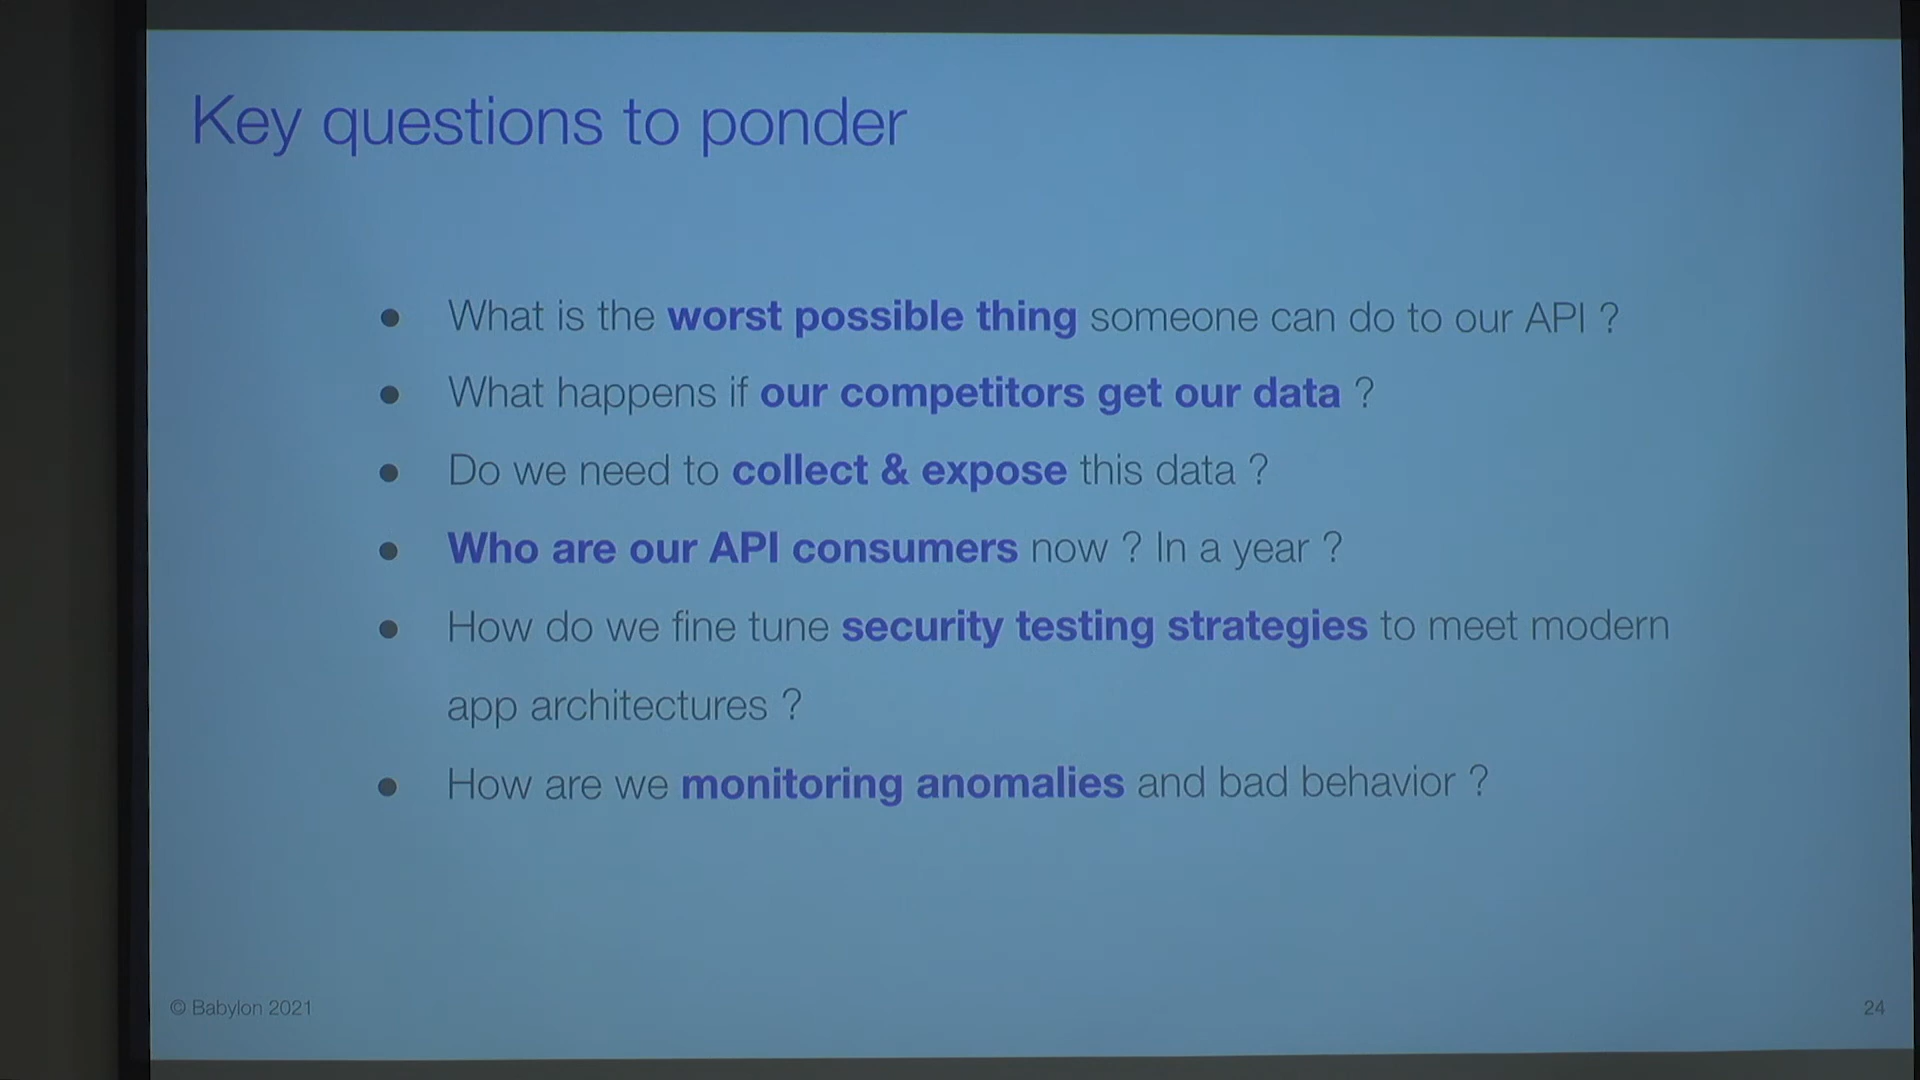 Key questions to ponder
● What is the worst possible thing someone can do to our API ?
● What happens if our competitors get our data ?
● Do we need to collect & expose this data ?
● Who are our API consumers now ? In a year ?
● How do we fine tune security testing strategies to meet modern
app architectures ?
● How are we monitoring anomalies and bad behavior ?
© Babylon 2021
24